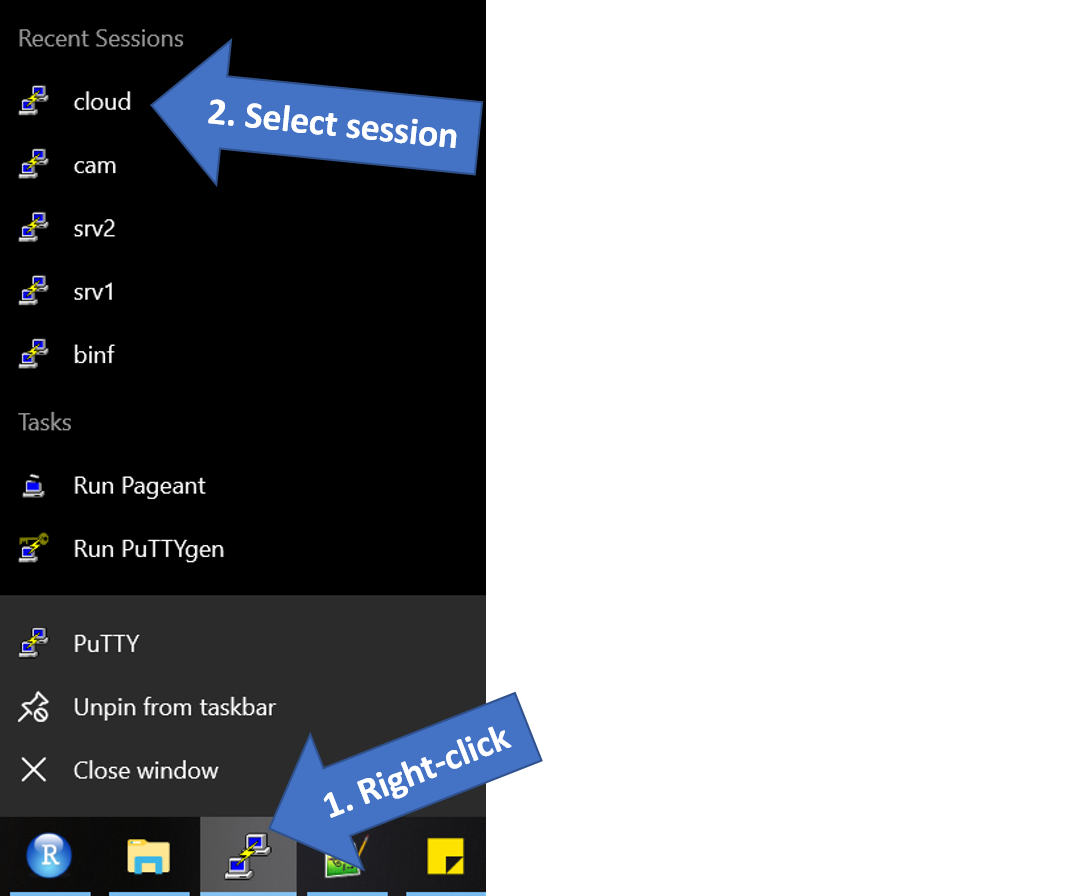 Recent Sessions
cloud
2. Select session
cam
srv2
srv1
binf
Tasks
Run Pageant
Run PuTTYgen
PuTTY
Unpin from taskbar
Close window
1. Right-click
R